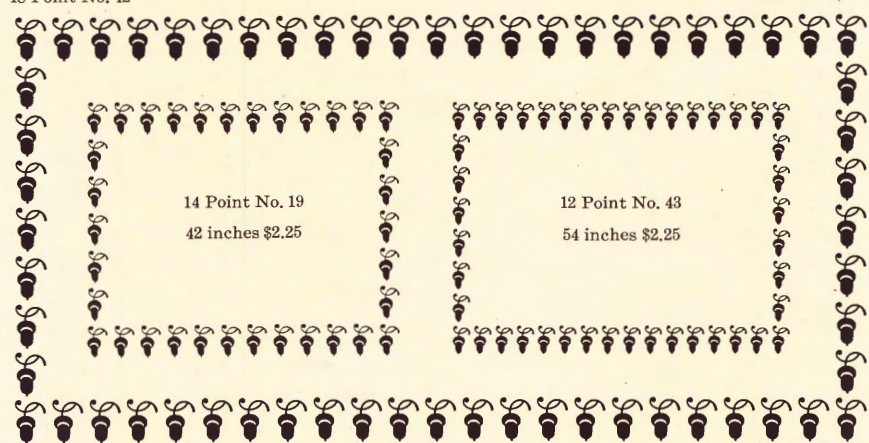 14 Point No. 19
42 inches $2.25
12 Point No. 43
54 inches $2.25